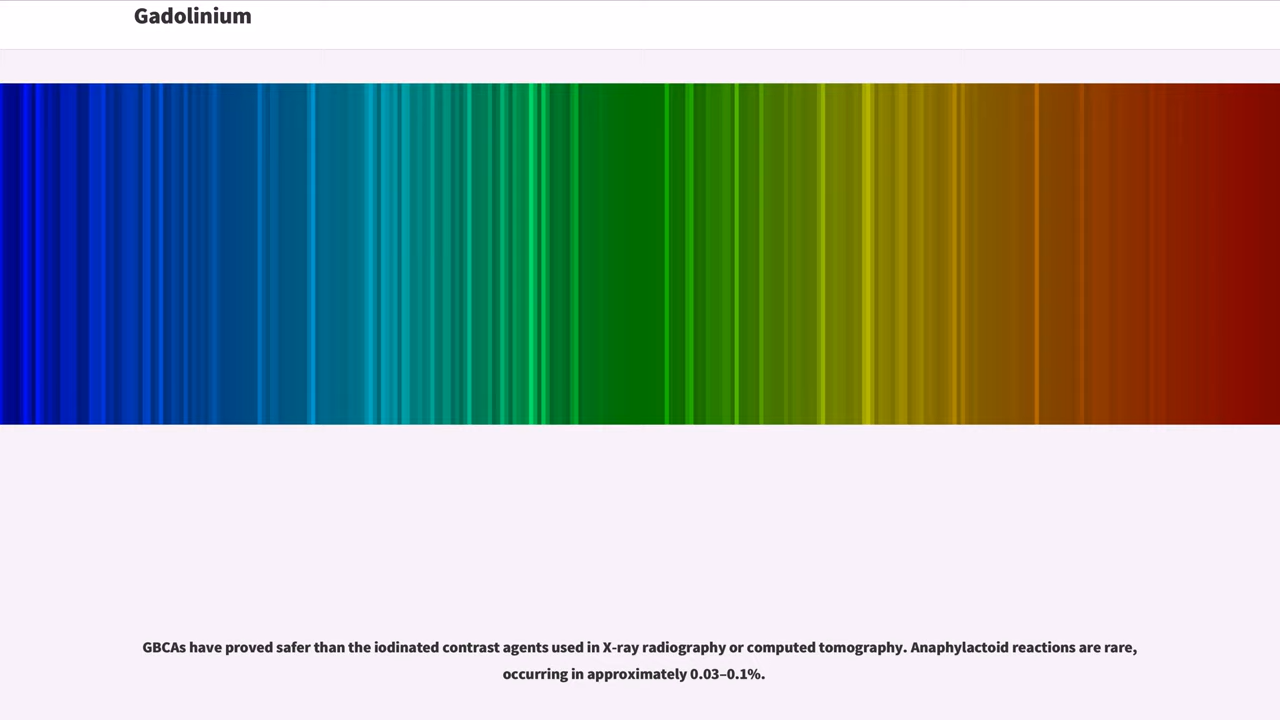 Gadolinium
GBCAs have proved safer than the iodinated contrast agents used in X-ray radiography or computed tomography. Anaphylactoid reactions are rare,
occurring in approximately 0.03–0.1%.